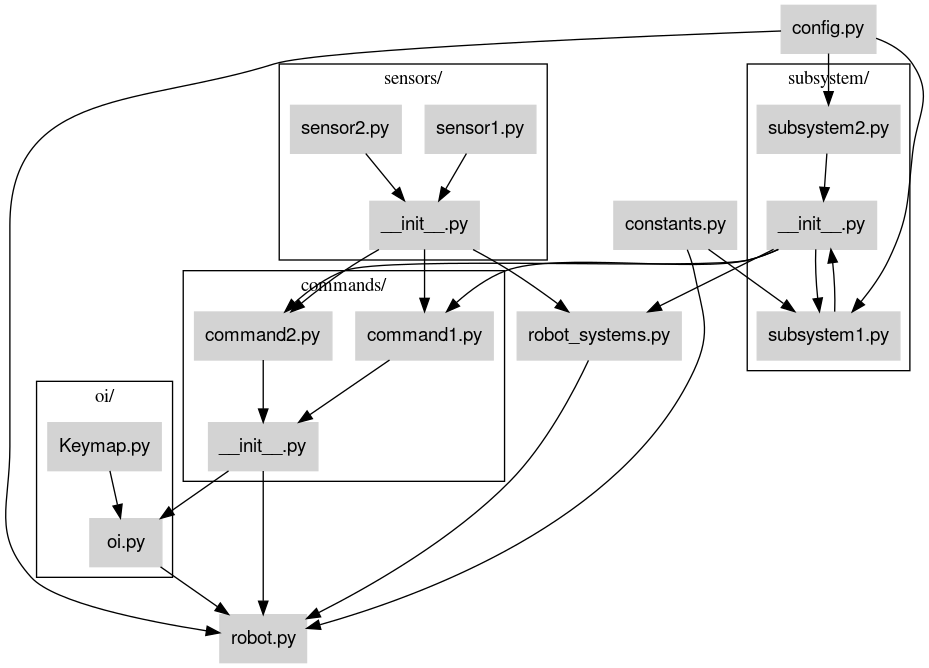 config.py
sensors/
subsystem/
sensor2.py
sensor1.py
subsystem2.py
__init__.py
constants.py
__init__.py
commands/
command2.py
command1.py
robot_systems.py
subsystem1.py
oi/
Keymap.py
__init__.py
oi.py
robot.py